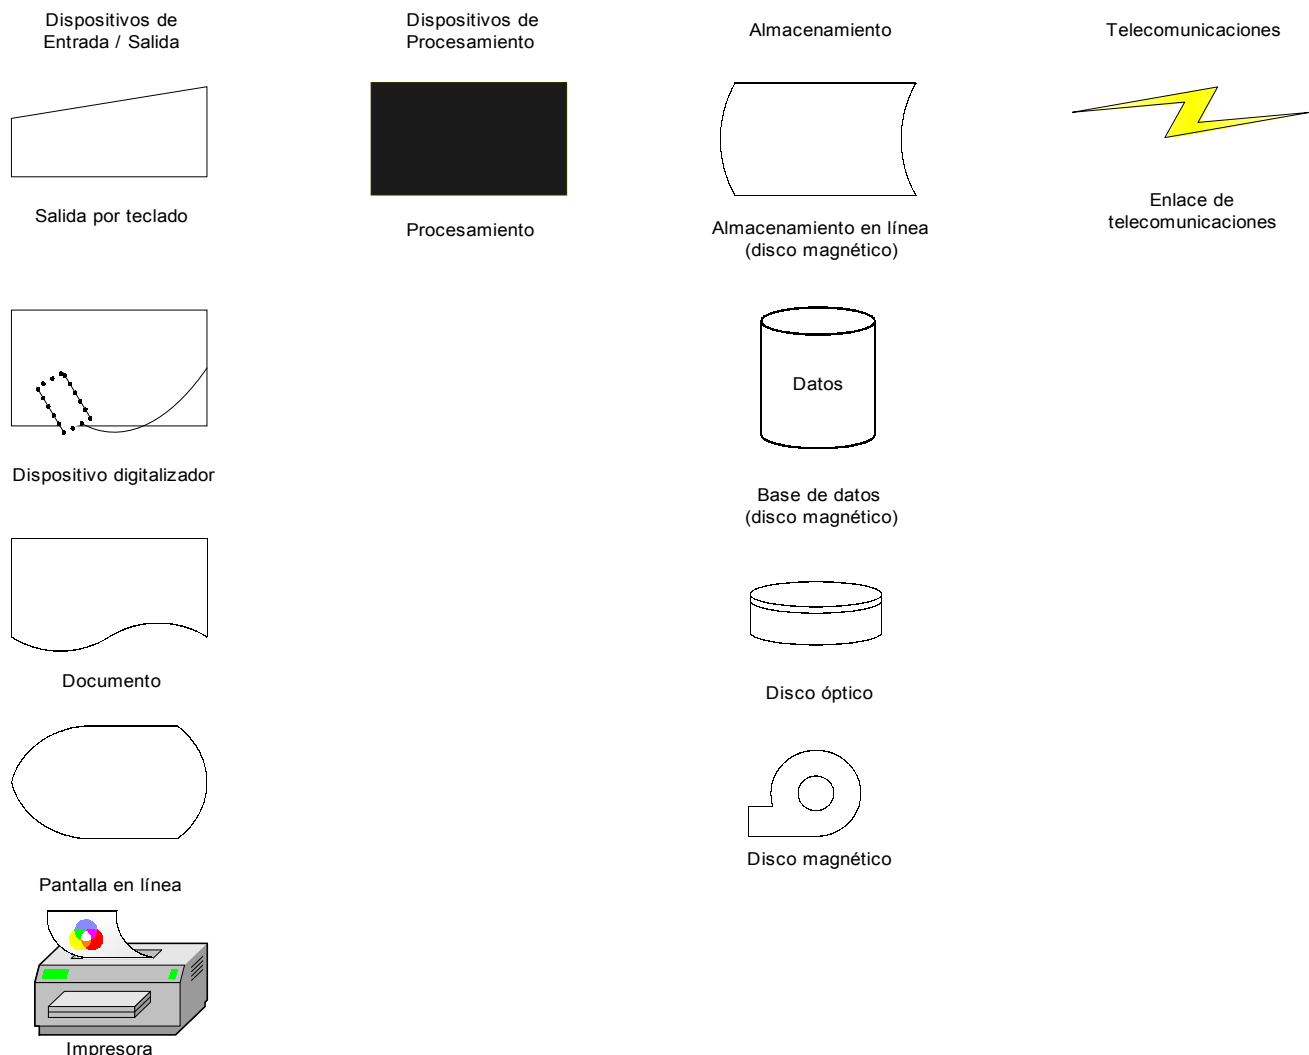 Dispositivos de
Entrada / Salida
Dispositivos de
Procesamiento
Almacenamiento
Telecomunicaciones
Salida por teclado
Procesamiento
Almacenamiento en línea
(disco magnético)
Enlace de
telecomunicaciones
Dispositivo digitalizador
Datos
Base de datos
(disco magnético)
Documento
Disco óptico
Pantalla en línea
Disco magnético
Impresora